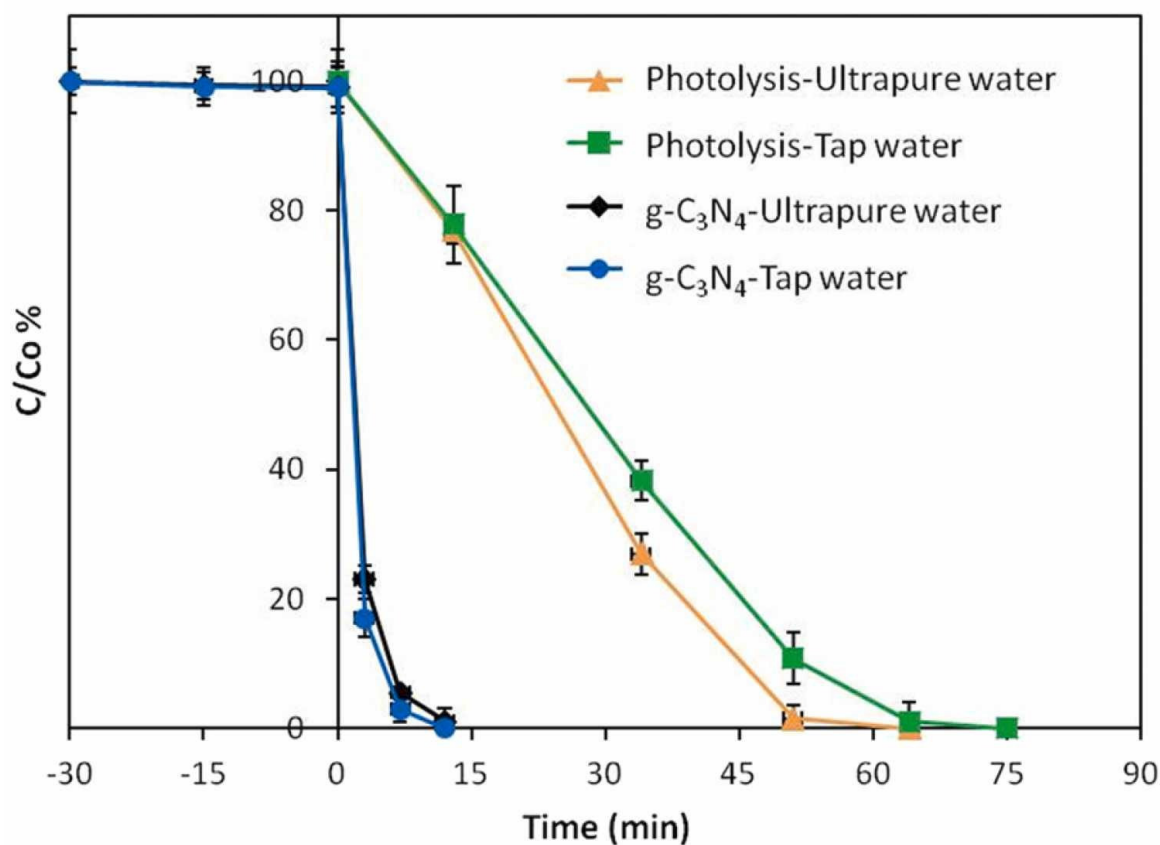 100
80
60
40
20
0
C/Co %
Photolysis-Ultrapure water
Photolysis-Tap water
g-C₃N₄-Ultrapure water
g-C₃N₄-Tap water
-30 -15 0 15 30 45 60 75 90
Time (min)